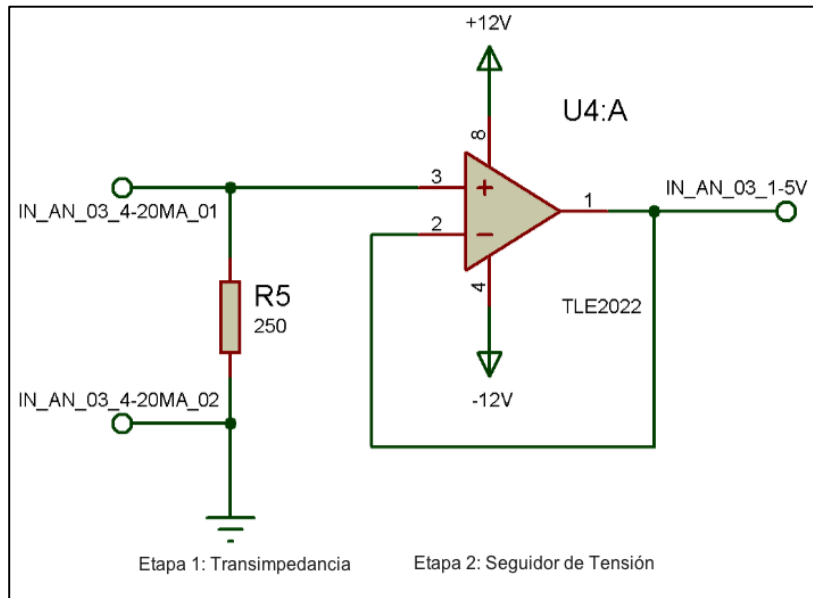 +12V
U4:A
8
3
IN_AN_03_4-20MA_01
+
1
IN_AN_03_1-5V
2
−
R5
250
4
TLE2022
IN_AN_03_4-20MA_02
-12V
Etapa 1: Transimpedancia
Etapa 2: Seguidor de Tensión